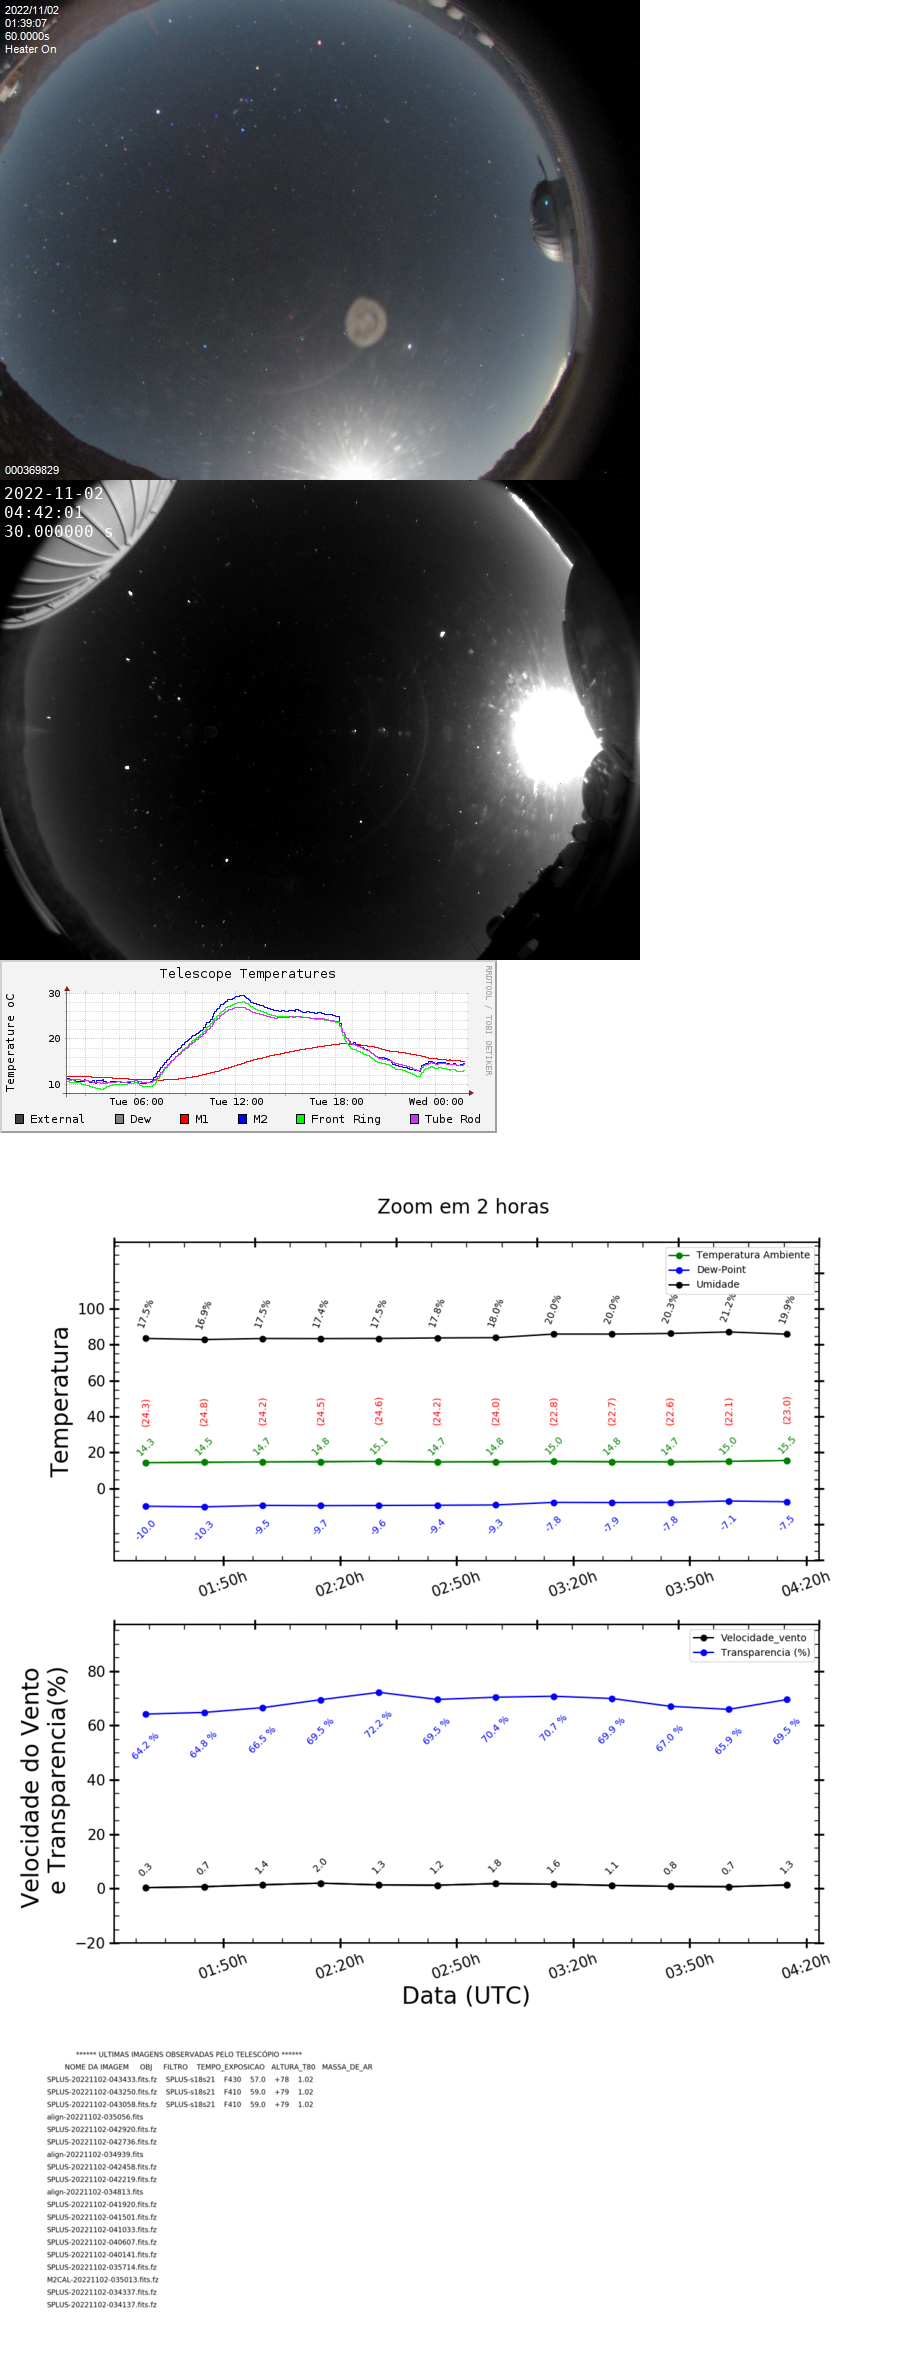 2022/11/02
01:39:07
60.0000s
Heater On
000369829
2022-11-02
04:42:01
30.000000 s
Telescope Temperatures
RRDTOOL / TOBI OETIKER
Temperature oC
30
20
10
Tue 06:00 Tue 12:00 Tue 18:00 Wed 00:00
External Dew M1 M2 Front Ring Tube Rod
Zoom em 2 horas
Temperatura Ambiente
Dew-Point
Umidade
Temperatura
100
80
60
40
20
0
17.5% 16.9% 17.5% 17.4% 17.5% 17.8% 18.0% 20.0% 20.0% 20.3% 21.2% 19.9%
(24.3) (24.8) (24.2) (24.5) (24.6) (24.2) (24.0) (22.8) (22.7) (22.6) (22.1) (23.0)
14.3 14.5 14.7 14.8 15.1 14.7 14.8 15.0 14.8 14.7 15.0 15.5
-10.0 -10.3 -9.5 -9.7 -9.6 -9.4 -9.3 -7.8 -7.9 -7.8 -7.1 -7.5
01:50h 02:20h 02:50h 03:20h 03:50h 04:20h
Velocidade_vento
Transparencia (%)
Velocidade do Vento
e Transparencia(%)
80
60
40
20
0
−20
64.2 % 64.8 % 66.5 % 69.5 % 72.2 % 69.5 % 70.4 % 70.7 % 69.9 % 67.0 % 65.9 % 69.5 %
0.3 0.7 1.4 2.0 1.3 1.2 1.8 1.6 1.1 0.8 0.7 1.3
01:50h 02:20h 02:50h 03:20h 03:50h 04:20h
Data (UTC)
****** ULTIMAS IMAGENS OBSERVADAS PELO TELESCÓPIO ******
NOME DA IMAGEM OBJ FILTRO TEMPO_EXPOSICAO ALTURA_T80 MASSA_DE_AR
SPLUS-20221102-043433.fits.fz SPLUS-s18s21 F430 57.0 +78 1.02
SPLUS-20221102-043250.fits.fz SPLUS-s18s21 F410 59.0 +79 1.02
SPLUS-20221102-043058.fits.fz SPLUS-s18s21 F410 59.0 +79 1.02
align-20221102-035056.fits
SPLUS-20221102-042920.fits.fz
SPLUS-20221102-042736.fits.fz
align-20221102-034939.fits
SPLUS-20221102-042458.fits.fz
SPLUS-20221102-042219.fits.fz
align-20221102-034813.fits
SPLUS-20221102-041920.fits.fz
SPLUS-20221102-041501.fits.fz
SPLUS-20221102-041033.fits.fz
SPLUS-20221102-040607.fits.fz
SPLUS-20221102-040141.fits.fz
SPLUS-20221102-035714.fits.fz
M2CAL-20221102-035013.fits.fz
SPLUS-20221102-034337.fits.fz
SPLUS-20221102-034137.fits.fz